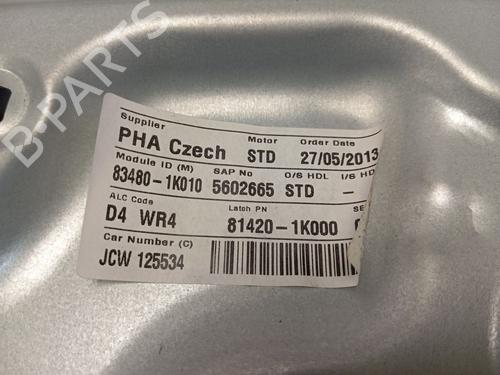 B-PARTS
Supplier Motor Order Date
PHA Czech STD 27/05/2013
Module ID (M) SAP No O/S HDL I/S HD
83480-1K010 5602665 STD –
ALC Code Latch PN SE
D4 WR4 81420-1K000
Car Number (C)
JCW 125534